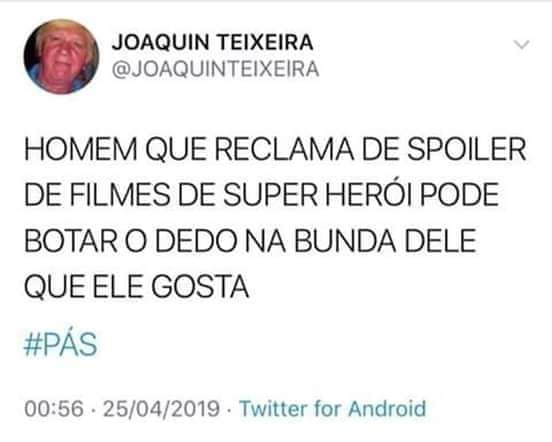 JOAQUIN TEIXEIRA
@JOAQUINTEIXEIRA
HOMEM QUE RECLAMA DE SPOILER
DE FILMES DE SUPER HERÓI PODE
BOTAR O DEDO NA BUNDA DELE
QUE ELE GOSTA
#PÁS
00:56 · 25/04/2019 · Twitter for Android